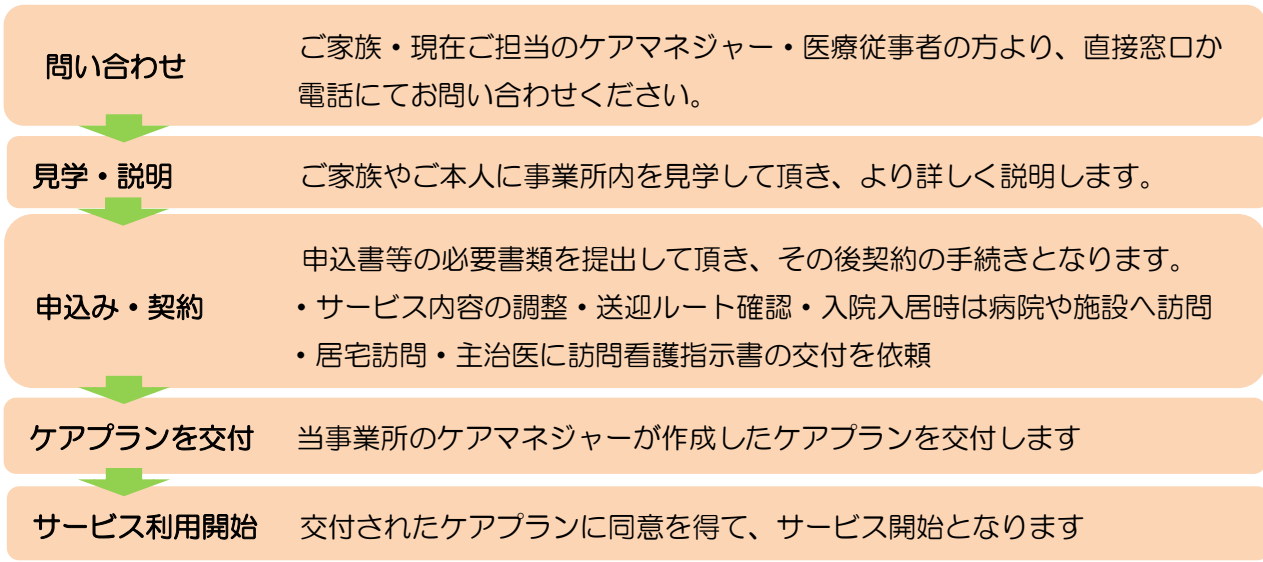 問い合わせ
ご家族・現在ご担当のケアマネジャー・医療従事者の方より、直接窓口か
電話にてお問い合わせください。
見学・説明
ご家族やご本人に事業所内を見学して頂き、より詳しく説明します。
申込み・契約
申込書等の必要書類を提出して頂き、その後契約の手続きとなります。
・サービス内容の調整・送迎ルート確認・入院入居時は病院や施設へ訪問
・居宅訪問・主治医に訪問看護指示書の交付を依頼
ケアプランを交付
当事業所のケアマネジャーが作成したケアプランを交付します
サービス利用開始
交付されたケアプランに同意を得て、サービス開始となります